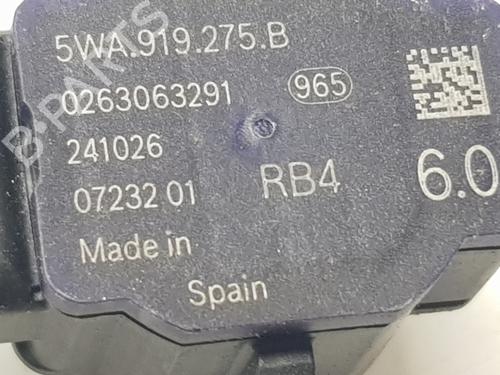 5WA.919.275.B
0263063291 965
241026
07232 01 RB4 6.0
Made in
Spain
B-PARTS